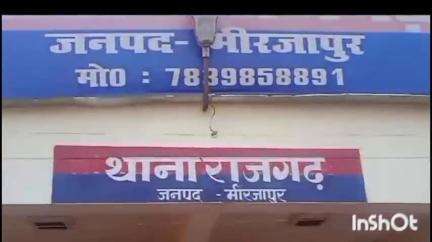 जनपद- मीरजापुर
मो0 : 7839858891
थाना राजगढ़
जनपद - मीरजापुर
InShOt